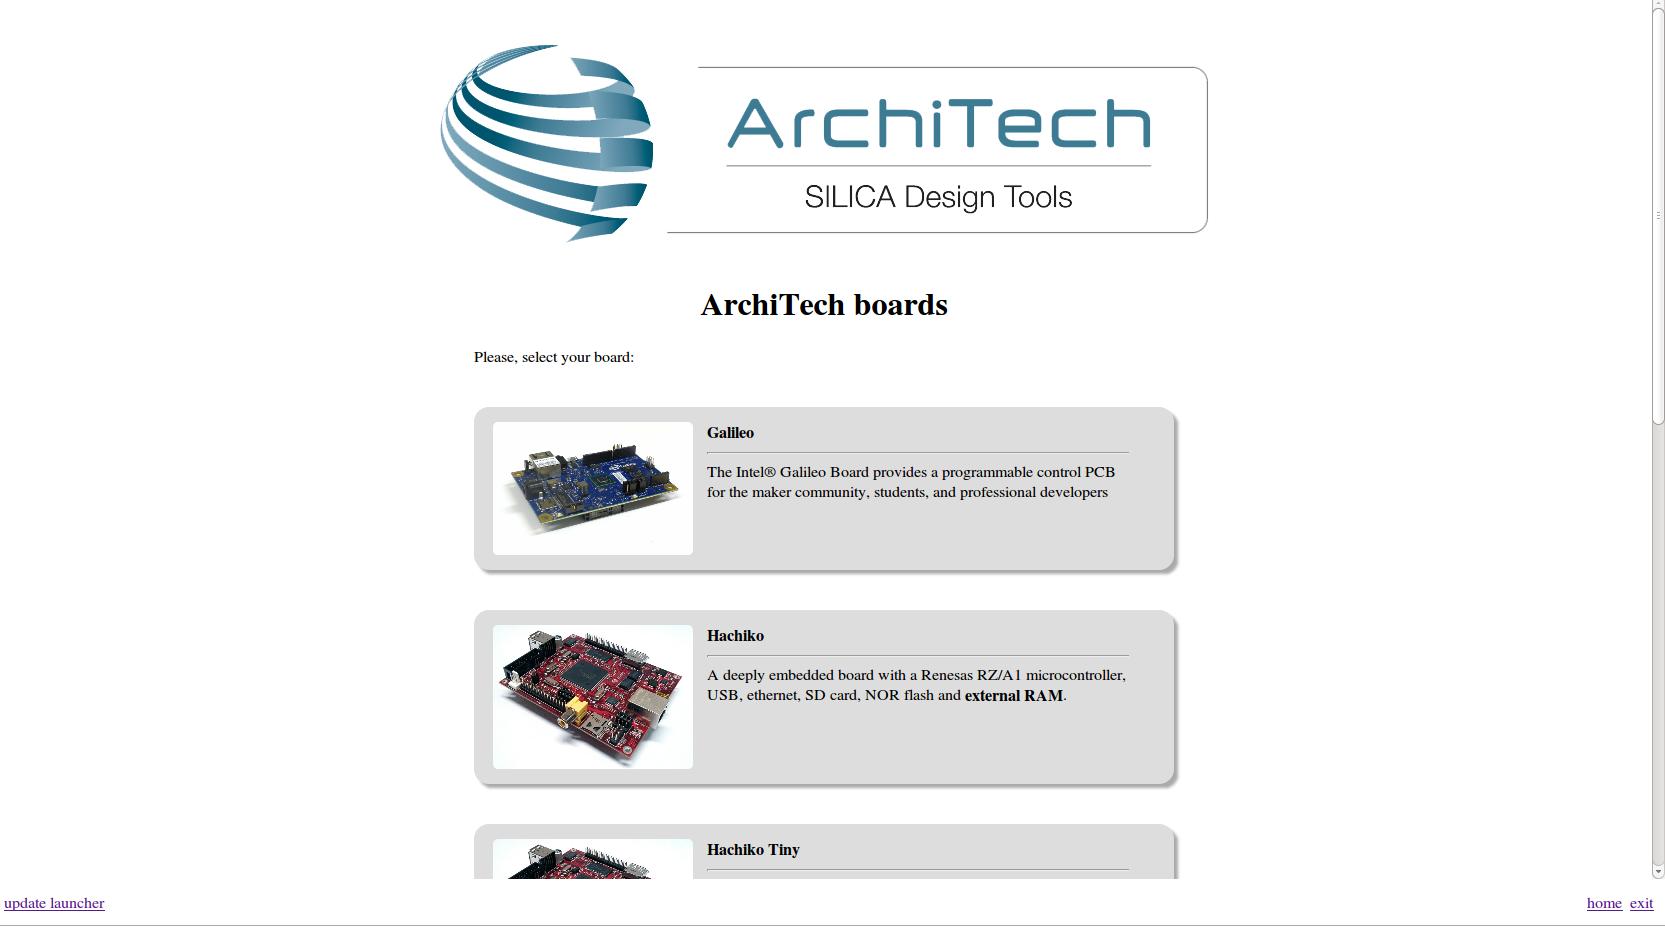 ArchiTech
SILICA Design Tools
ArchiTech boards
Please, select your board:
Galileo
The Intel® Galileo Board provides a programmable control PCB
for the maker community, students, and professional developers
Hachiko
A deeply embedded board with a Renesas RZ/A1 microcontroller,
USB, ethernet, SD card, NOR flash and external RAM.
Hachiko Tiny
update launcher
home exit